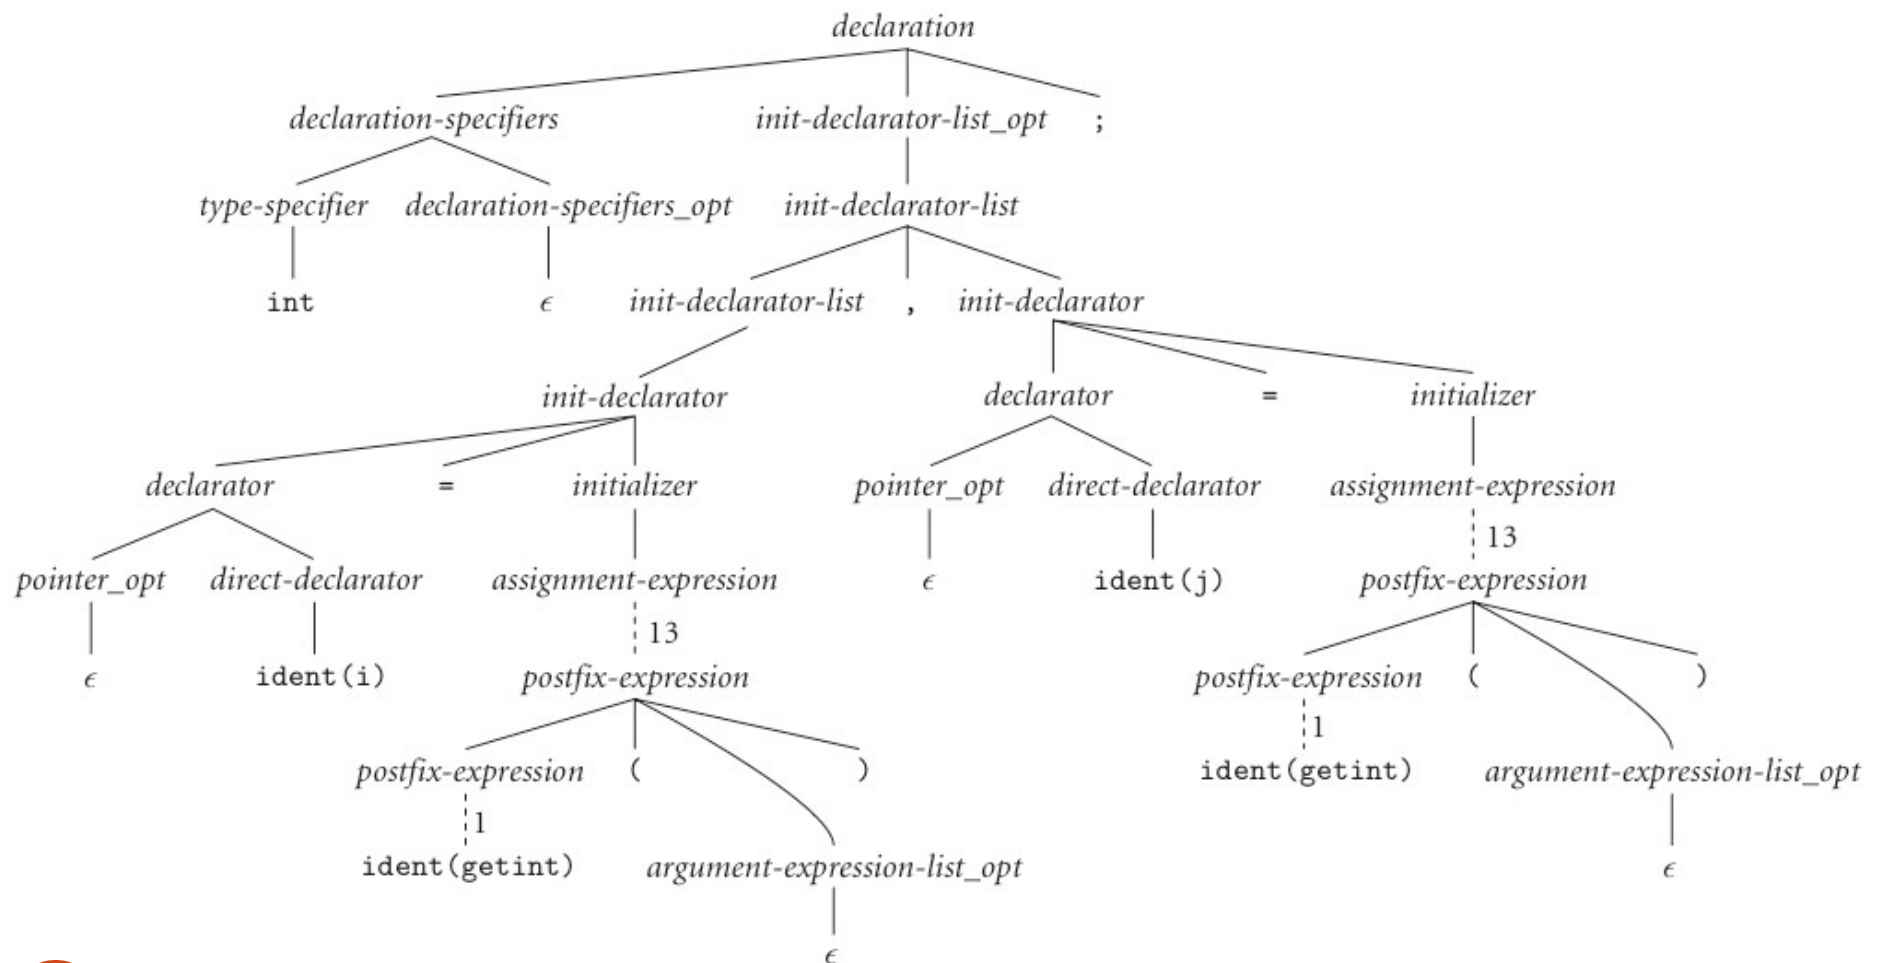 declaration
declaration-specifiers init-declarator-list_opt ;
type-specifier declaration-specifiers_opt init-declarator-list
int ϵ init-declarator-list , init-declarator
init-declarator declarator = initializer
declarator = initializer pointer_opt direct-declarator assignment-expression
13
pointer_opt direct-declarator assignment-expression ϵ ident(j) postfix-expression
13
ϵ ident(i) postfix-expression postfix-expression ( )
1
postfix-expression ( ) ident(getint) argument-expression-list_opt
1
ident(getint) argument-expression-list_opt ϵ
ϵ